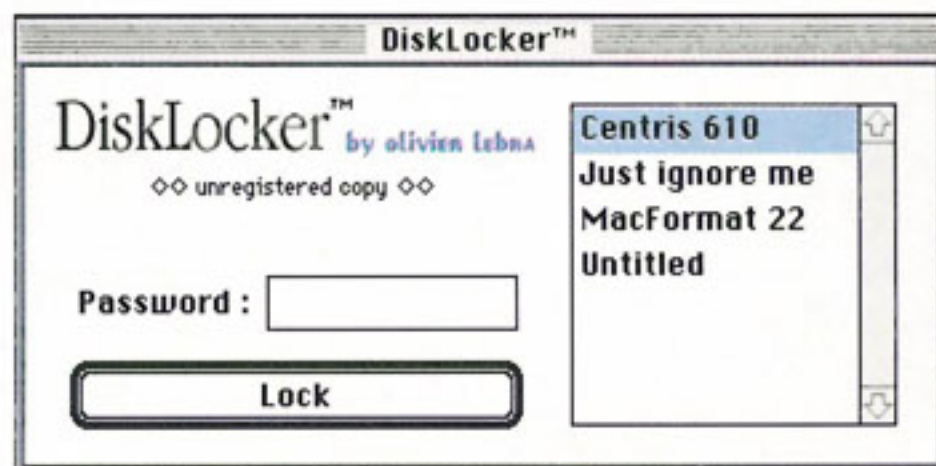 DiskLocker™
DiskLocker™ by olivier lebra
◇◇ unregistered copy ◇◇
Password :
Lock
Centris 610
Just ignore me
MacFormat 22
Untitled